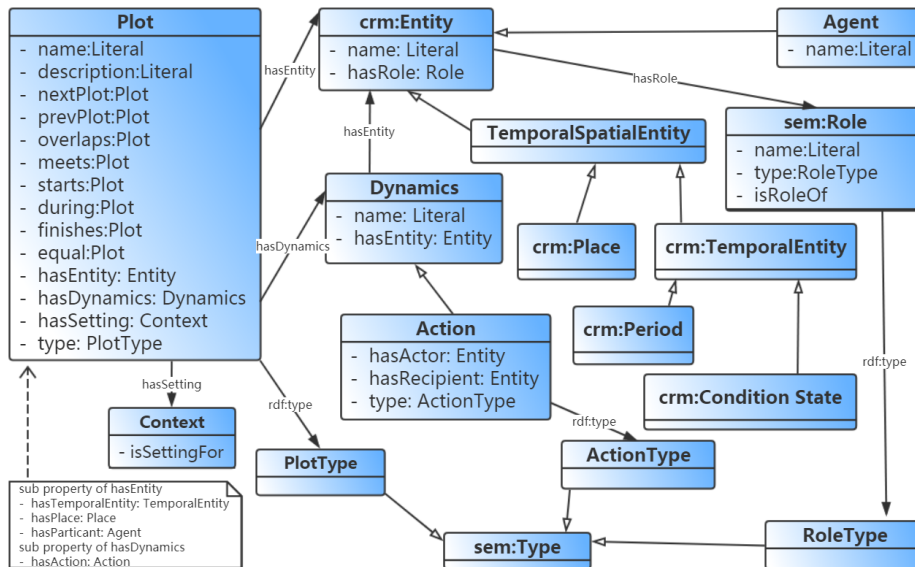 Plot
- name:Literal
- description:Literal
- nextPlot:Plot
- prevPlot:Plot
- overlaps:Plot
- meets:Plot
- starts:Plot
- during:Plot
- finishes:Plot
- equal:Plot
- hasEntity: Entity
- hasDynamics: Dynamics
- hasSetting: Context
- type: PlotType
hasEntity
crm:Entity
- name: Literal
- hasRole: Role
Agent
- name:Literal
hasRole
hasEntity
TemporalSpatialEntity
sem:Role
- name:Literal
- type:RoleType
- isRoleOf
Dynamics
- name: Literal
- hasEntity: Entity
hasDynamics
crm:Place
crm:TemporalEntity
crm:Period
Action
- hasActor: Entity
- hasRecipient: Entity
- type: ActionType
rdf:type
crm:Condition State
hasSetting
rdf:type
rdf:type
Context
- isSettingFor
PlotType
ActionType
sub property of hasEntity
- hasTemporalEntity: TemporalEntity
- hasPlace: Place
- hasParticant: Agent
sub property of hasDynamics
- hasAction: Action
sem:Type
RoleType